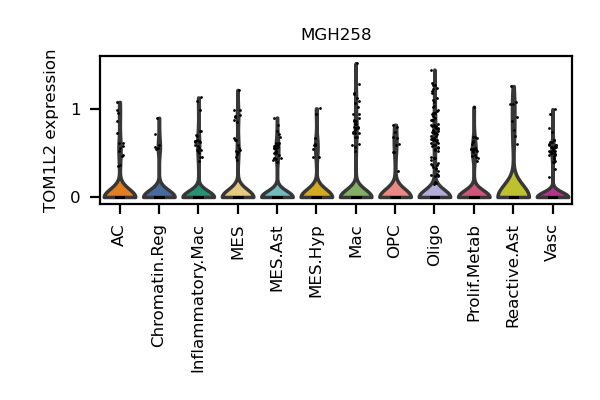 MGH258
TOM1L2 expression
1
0
AC
Chromatin.Reg
Inflammatory.Mac
MES
MES.Ast
MES.Hyp
Mac
OPC
Oligo
Prolif.Metab
Reactive.Ast
Vasc